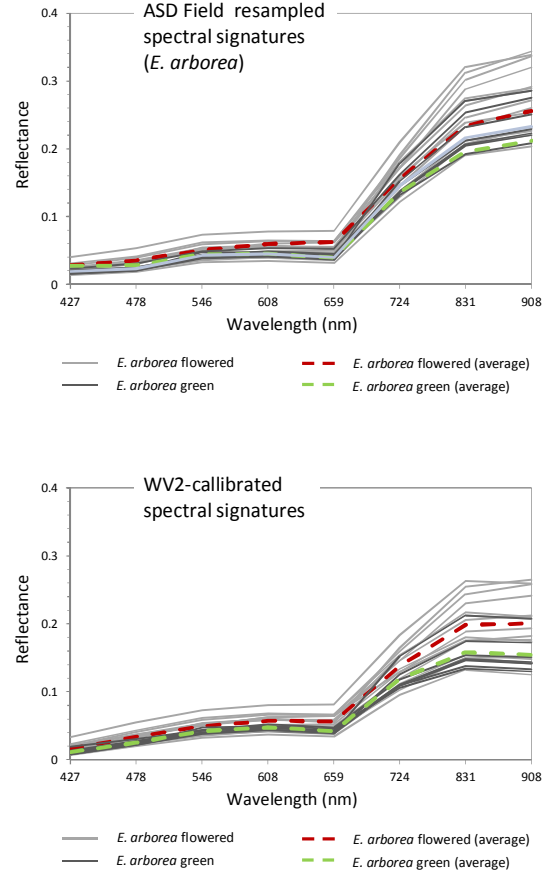 ASD Field resampled
spectral signatures
(E. arborea)
0.4
0.3
0.2
0.1
0
Reflectance
427 478 546 608 659 724 831 908
Wavelength (nm)
E. arborea flowered
E. arborea flowered (average)
E. arborea green
E. arborea green (average)
WV2-callibrated
spectral signatures
0.4
0.3
0.2
0.1
0
Reflectance
427 478 546 608 659 724 831 908
Wavelength (nm)
E. arborea flowered
E. arborea flowered (average)
E. arborea green
E. arborea green (average)